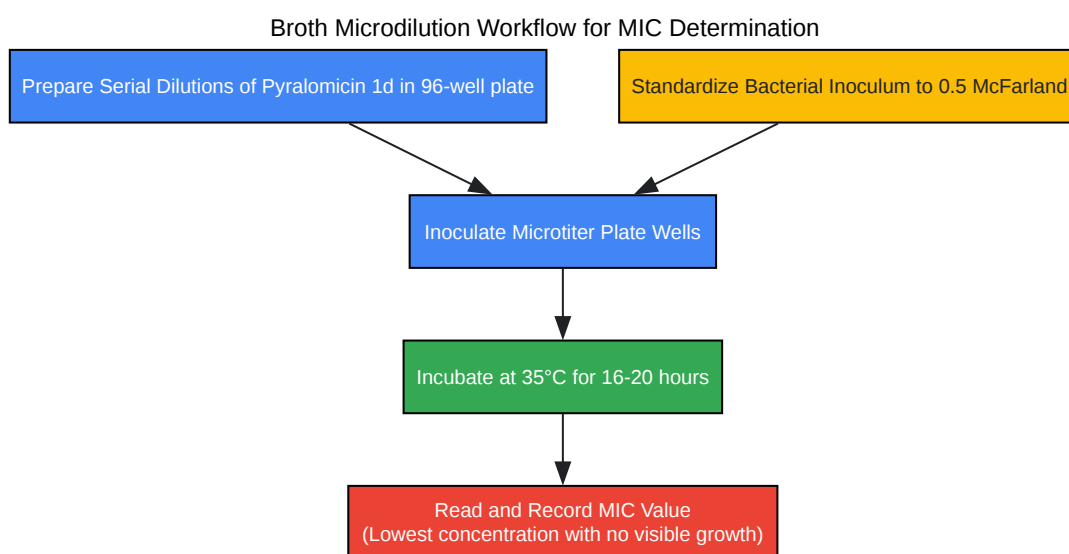 Broth Microdilution Workflow for MIC Determination
Prepare Serial Dilutions of Pyralomicin 1d in 96-well plate
Standardize Bacterial Inoculum to 0.5 McFarland
Inoculate Microtiter Plate Wells
Incubate at 35°C for 16-20 hours
Read and Record MIC Value
(Lowest concentration with no visible growth)